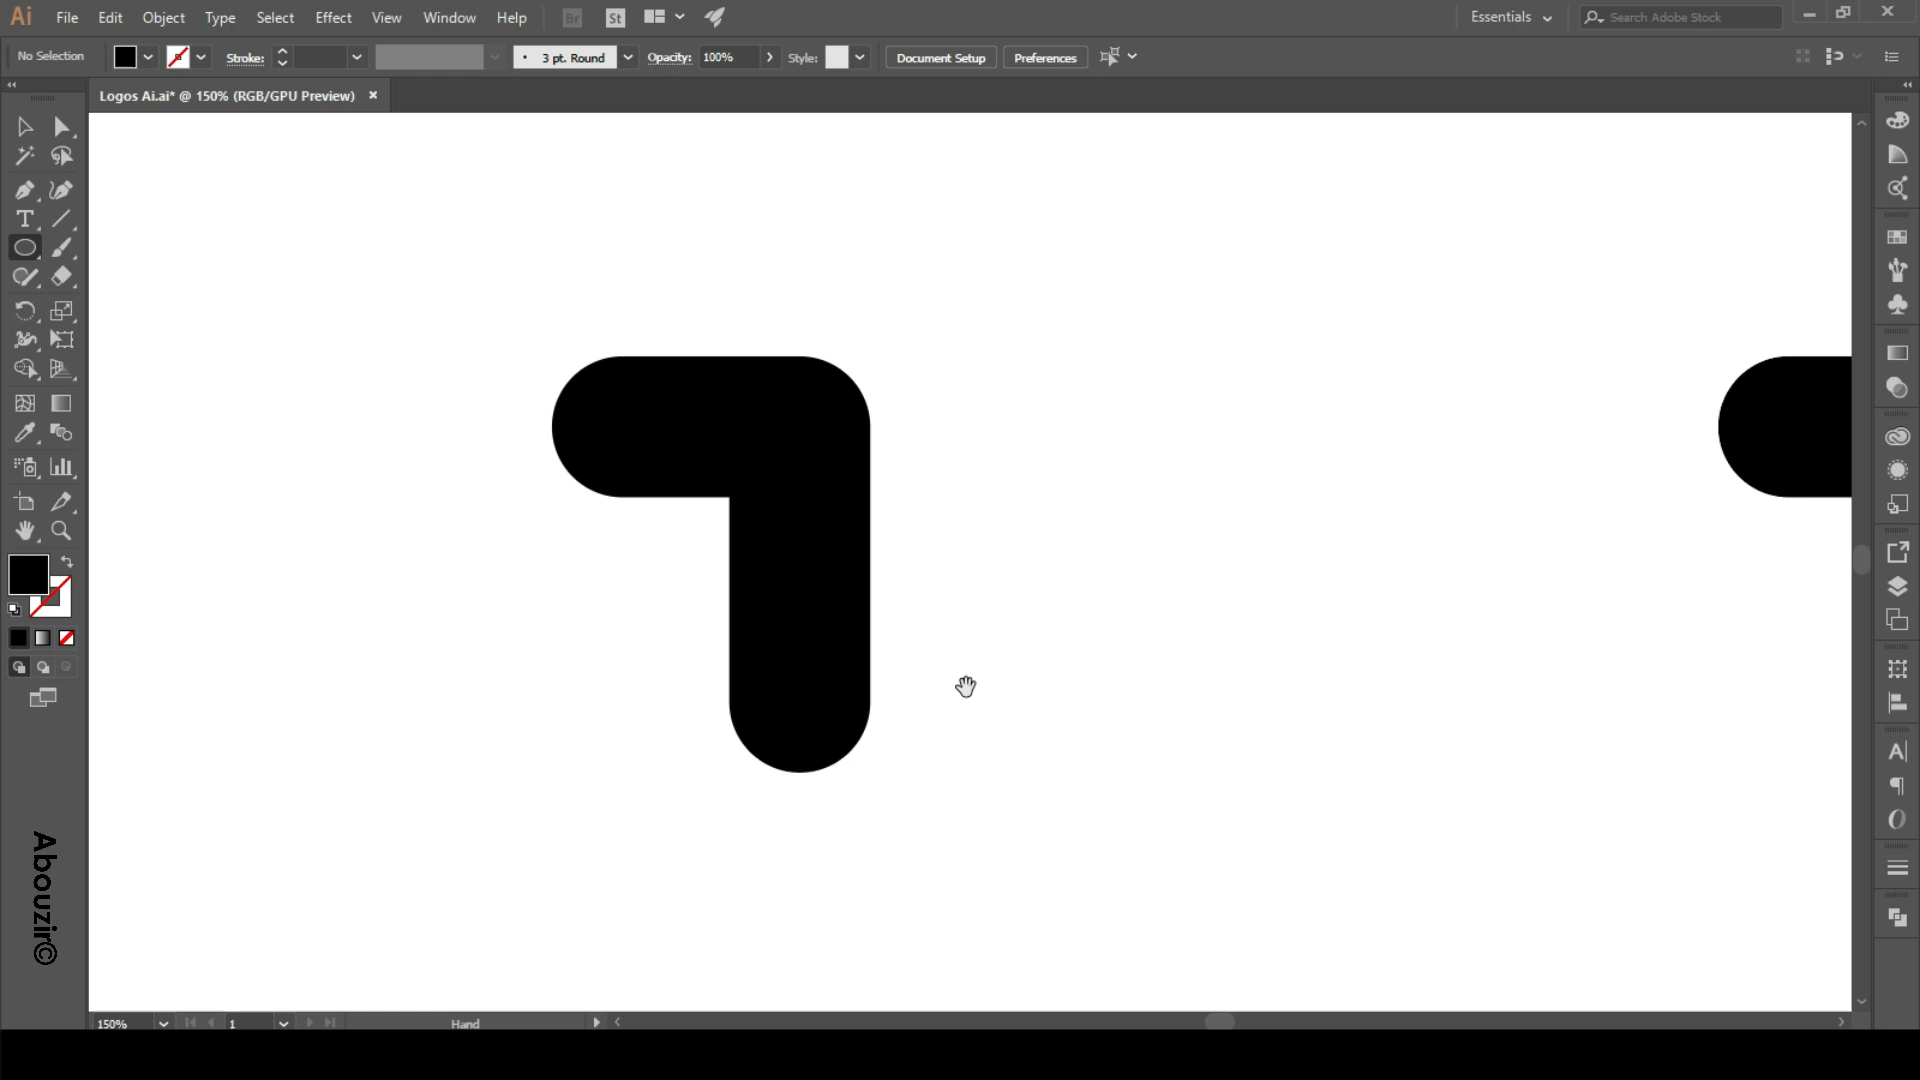 Ai File Edit Object Type Select Effect View Window Help Br St Essentials Search Adobe Stock
No Selection Stroke: 3 pt. Round Opacity: 100% Style: Document Setup Preferences
Logos Ai.ai* @ 150% (RGB/GPU Preview)
Abouzir©
150% 1 Hand